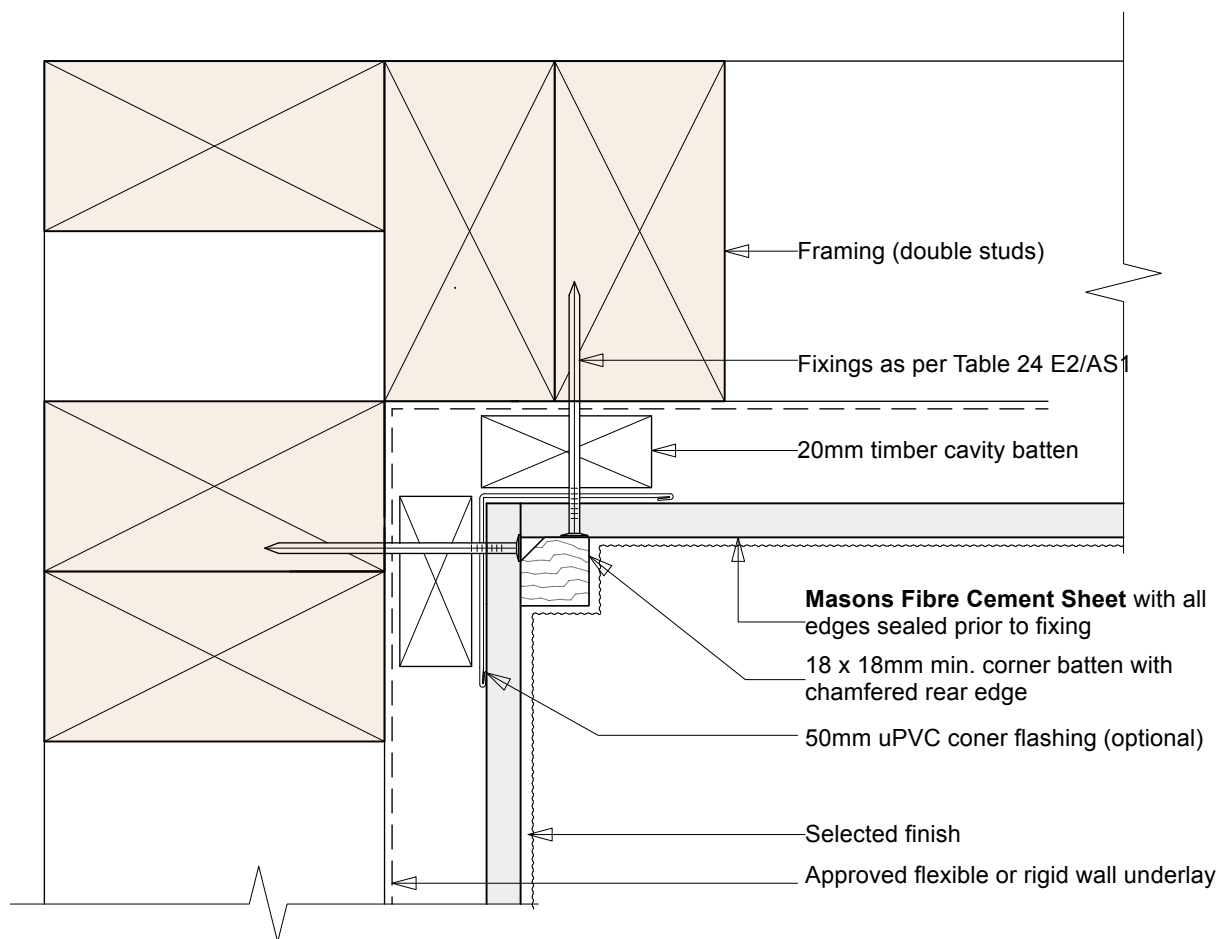 Framing (double studs)
Fixings as per Table 24 E2/AS1
20mm timber cavity batten
Masons Fibre Cement Sheet with all
edges sealed prior to fixing
18 x 18mm min. corner batten with
chamfered rear edge
50mm uPVC coner flashing (optional)
Selected finish
Approved flexible or rigid wall underlay